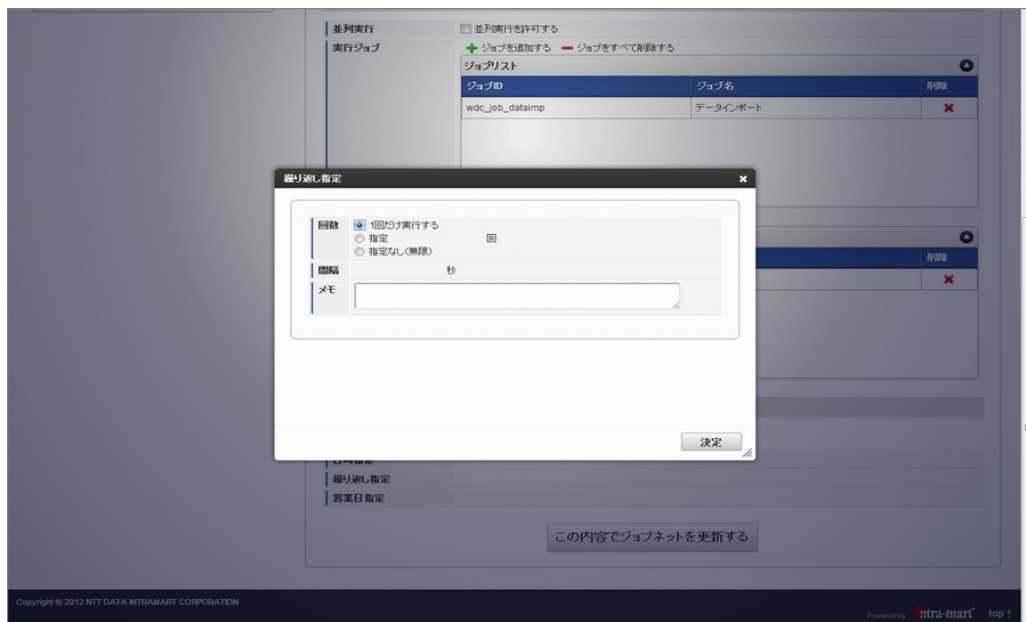 並列実行 並列実行を許可する
実行ジョブ ジョブを追加する ジョブをすべて削除する
ジョブリスト
ジョブID ジョブ名 削除
wdc_job_dataimp データインポート
繰り返し指定
回数 1回だけ実行する
指定 回
指定なし(無限)
間隔 秒
メモ
削除
決定
日時指定
繰り返し指定
営業日指定
この内容でジョブネットを更新する
Copyright © 2012 NTT DATA INTRAMART CORPORATION
Powered by intra-mart top ↑